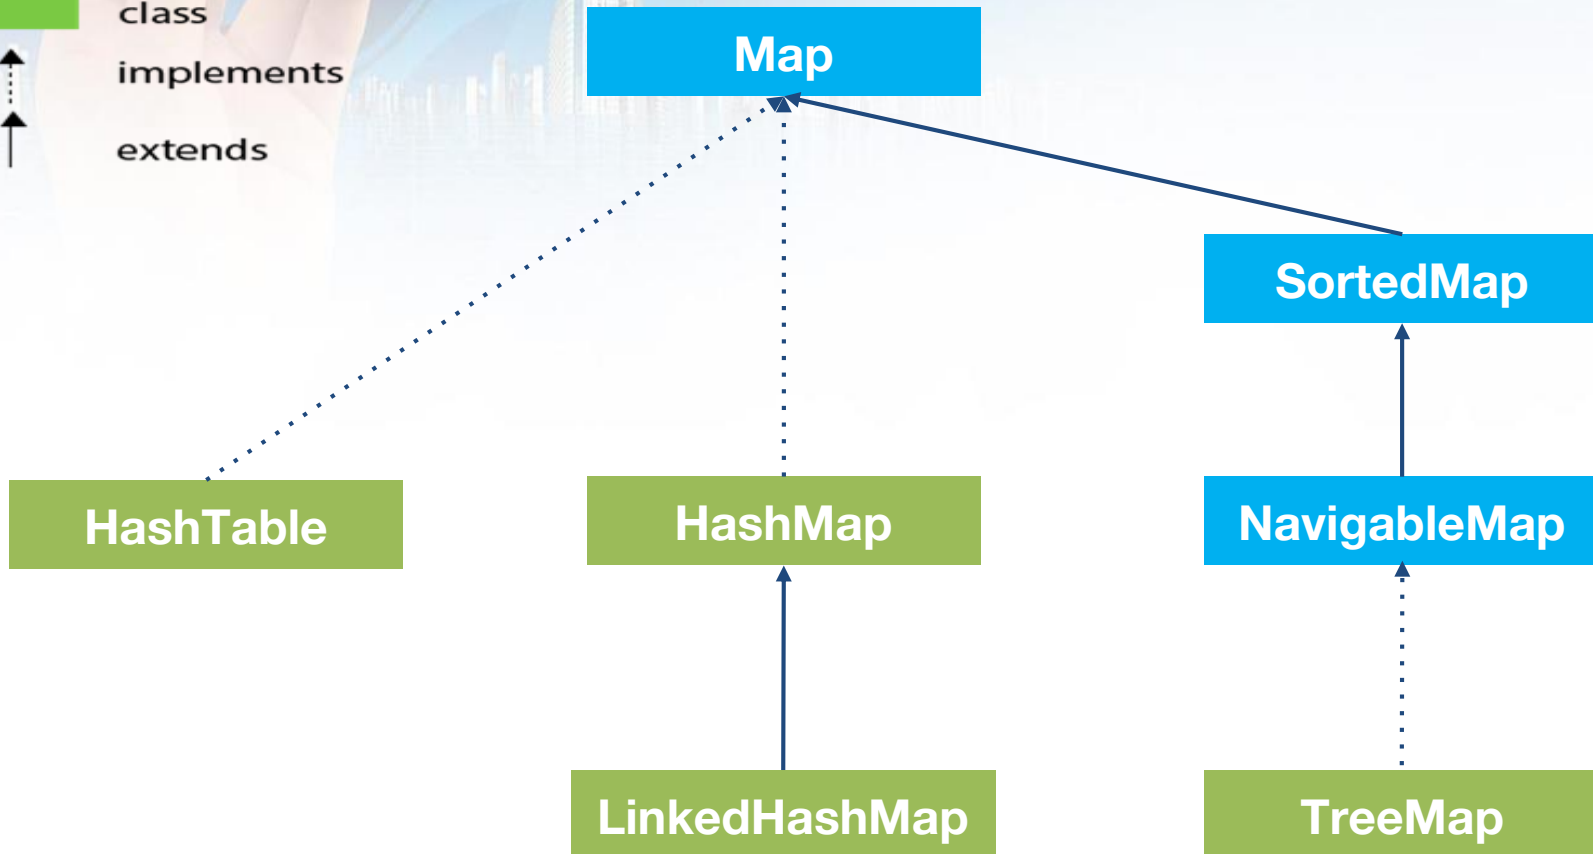 class
implements
extends
Map
SortedMap
HashTable
HashMap
NavigableMap
LinkedHashMap
TreeMap